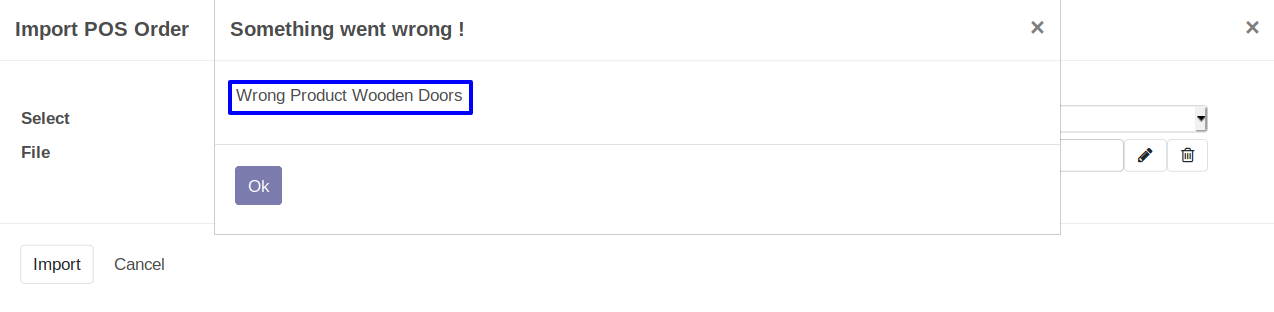 Import POS Order
Something went wrong !
×
×
Wrong Product Wooden Doors
Select
File
Ok
Import
Cancel